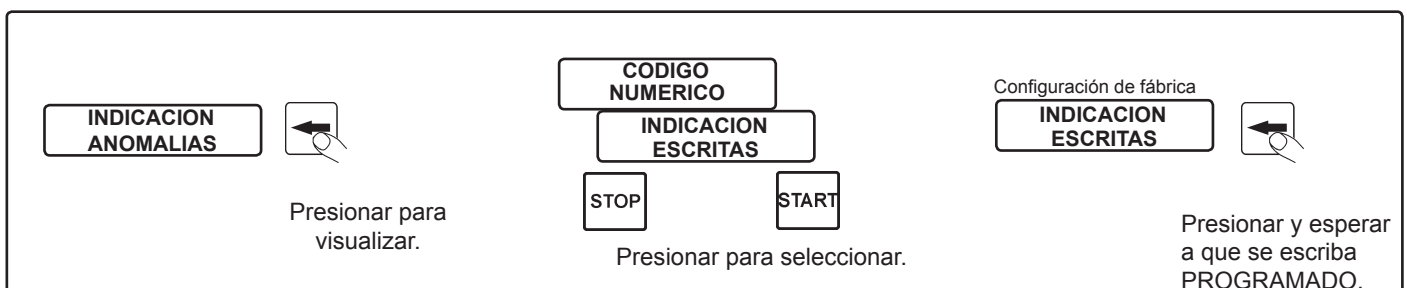 INDICACION
ANOMALIAS
Presionar para
visualizar.
CODIGO
NUMERICO
INDICACION
ESCRITAS
STOP
START
Presionar para seleccionar.
Configuración de fábrica
INDICACION
ESCRITAS
Presionar y esperar
a que se escriba
PROGRAMADO.